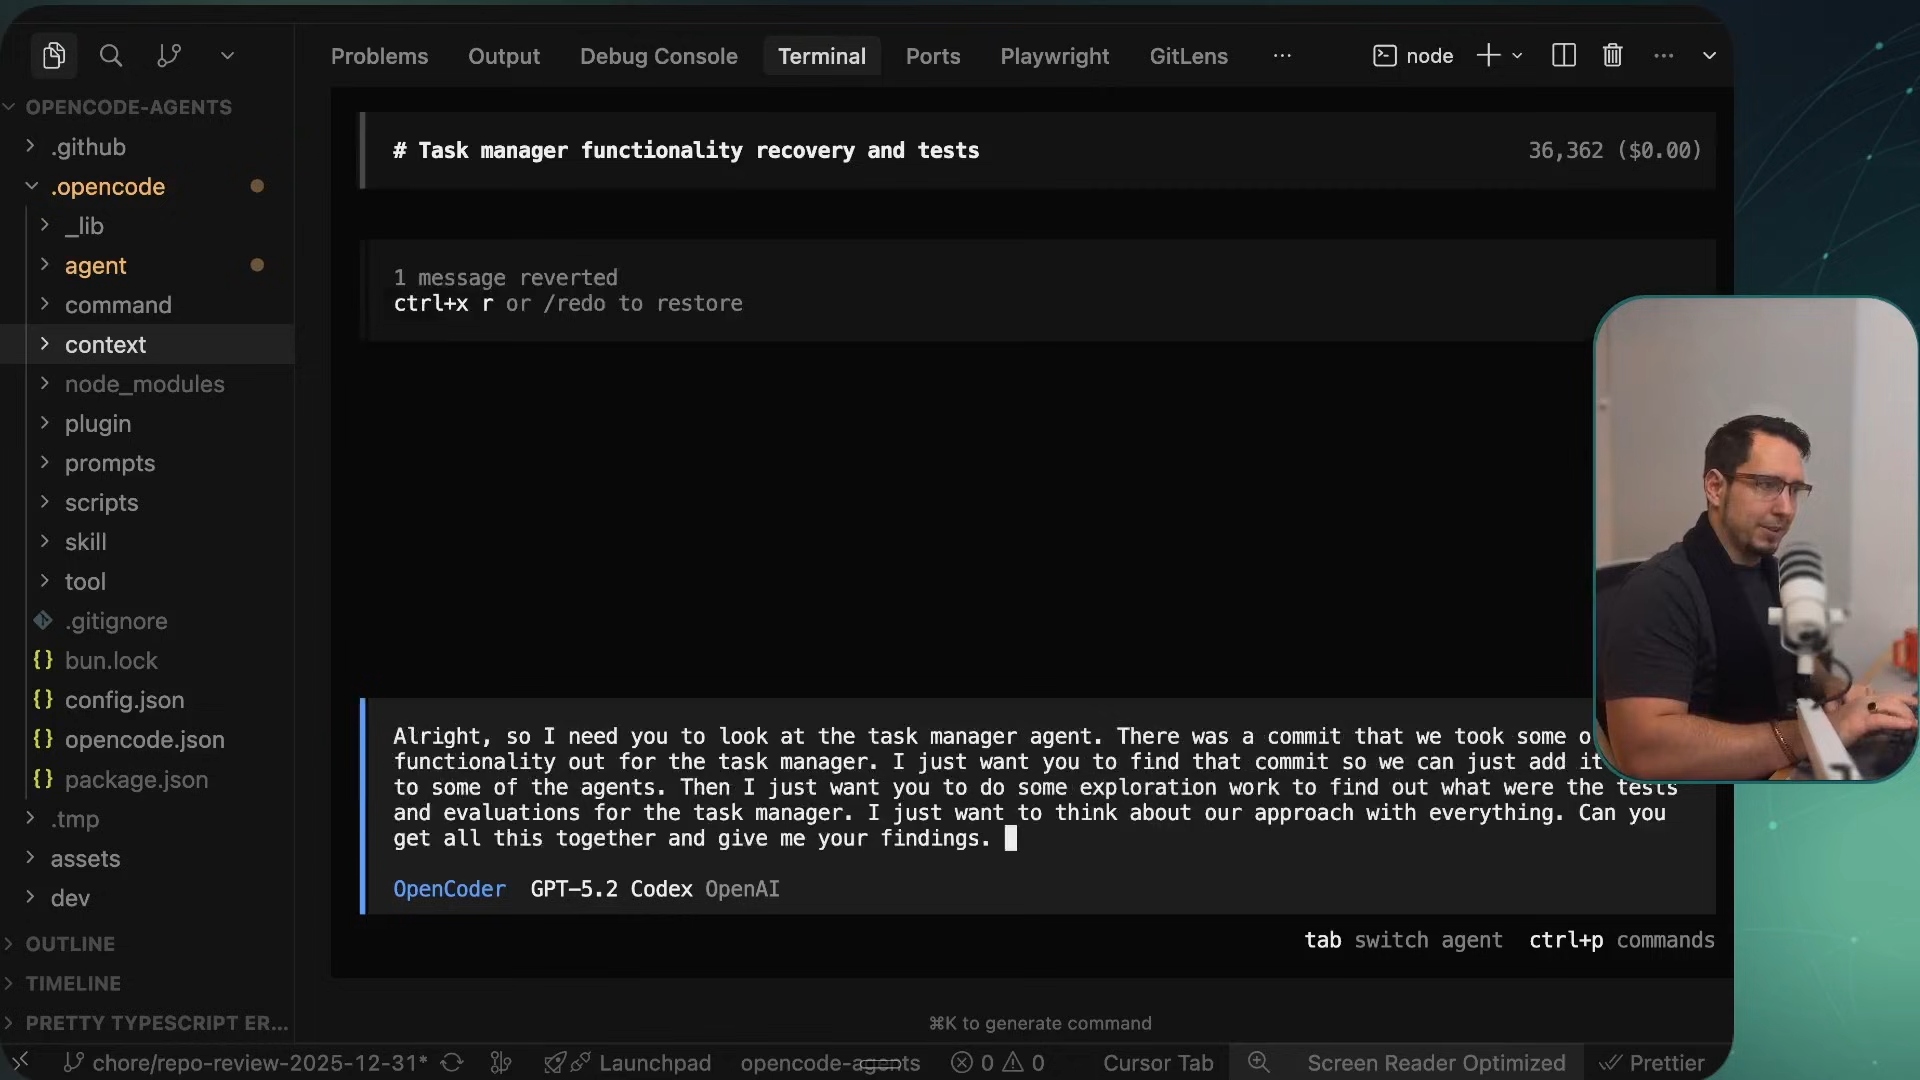 Problems Output Debug Console Terminal Ports Playwright GitLens ··· node
OPENCODE-AGENTS
.github
.opencode
_lib
agent
command
context
node_modules
plugin
prompts
scripts
skill
tool
.gitignore
bun.lock
config.json
opencode.json
package.json
.tmp
assets
dev
OUTLINE
TIMELINE
PRETTY TYPESCRIPT ER...
# Task manager functionality recovery and tests 36,362 ($0.00)
1 message reverted
ctrl+x r or /redo to restore
Alright, so I need you to look at the task manager agent. There was a commit that we took some
functionality out for the task manager. I just want you to find that commit so we can just add
to some of the agents. Then I just want you to do some exploration work to find out what were the tests
and evaluations for the task manager. I just want to think about our approach with everything. Can you
get all this together and give me your findings.
OpenCoder GPT-5.2 Codex OpenAI
tab switch agent ctrl+p commands
⌘K to generate command
chore/repo-review-2025-12-31* Launchpad opencode-agents 0 0 Cursor Tab Screen Reader Optimized Prettier